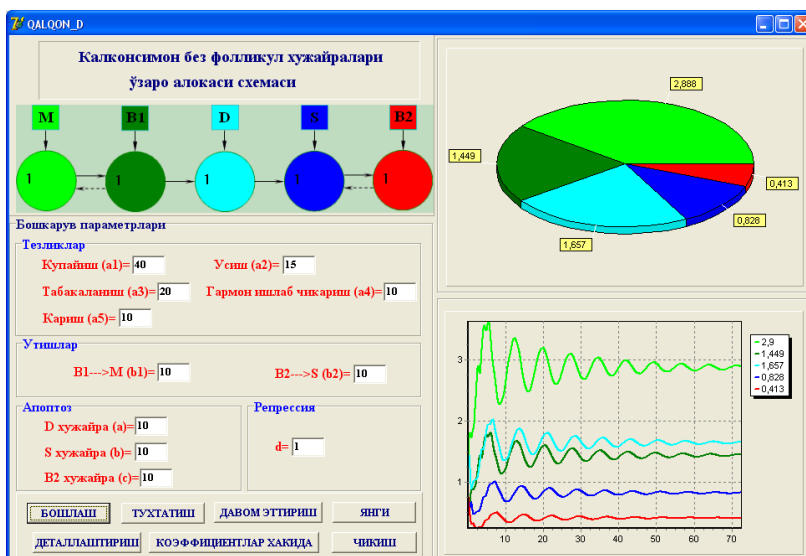 QALQON_D
Калконсимон без фолликул хужайралари
ўзаро алокаси схемаси
M B1 D S B2
1 1 1 1 1
Бошкарув параметрлари
Тезликлар
Купайиш (a1)= 40 Усиш (a2)= 15
Табакаланиш (a3)= 20 Гармон ишлаб чикариш (a4)= 10
Кариш (a5)= 10
Утишлар
B1--->M (b1)= 10 B2--->S (b2)= 10
Апоптоз
D хужайра (a)= 10
S хужайра (b)= 10
B2 хужайра (c)= 10
Репрессия
d= 1
БОШЛАШ ТУХТАТИШ ДАВОМ ЭТТИРИШ ЯНГИ
ДЕТАЛЛАШТИРИШ КОЭФФИЦИЕНТЛАР ХАКИДА ЧИКИШ
2,888
1,449
0,413
0,828
1,657
3
2
1
0 10 20 30 40 50 60 70
2,9
1,449
1,657
0,828
0,413